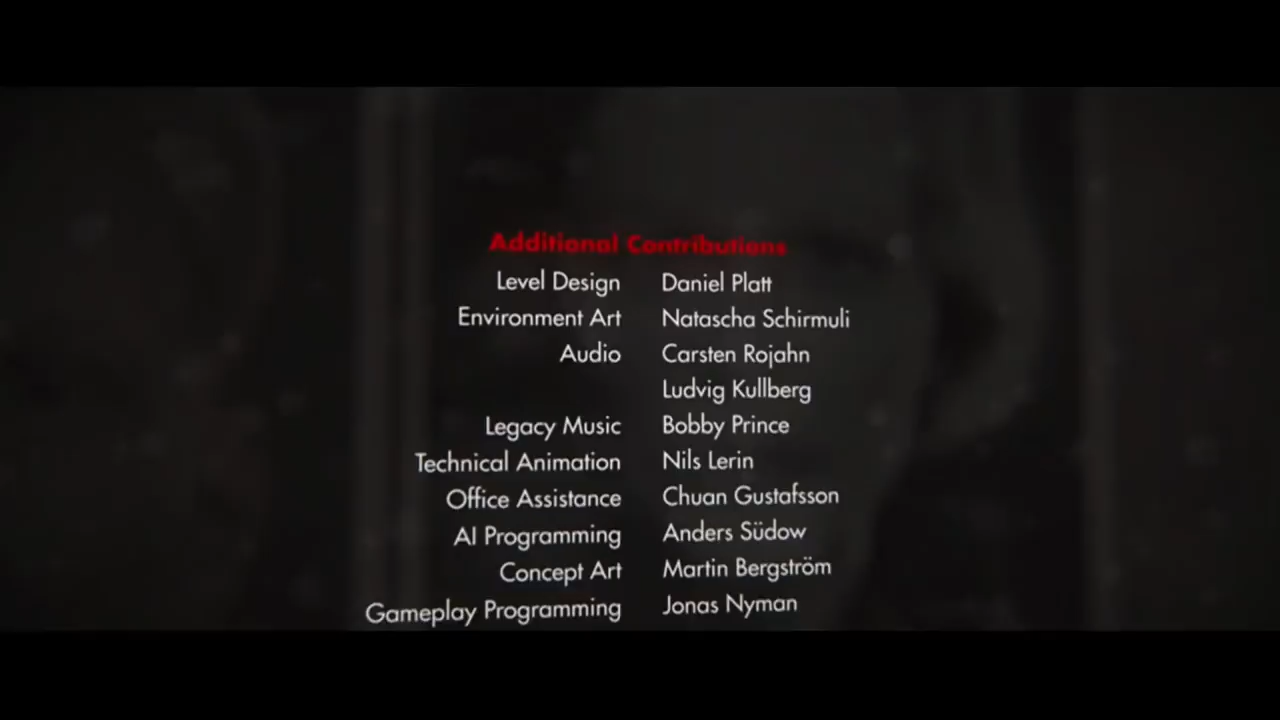 Additional Contributions
Level Design Daniel Platt
Environment Art Natascha Schirmuli
Audio Carsten Rojahn
Ludvig Kullberg
Legacy Music Bobby Prince
Technical Animation Nils Lerin
Office Assistance Chuan Gustafsson
AI Programming Anders Südow
Concept Art Martin Bergström
Gameplay Programming Jonas Nyman